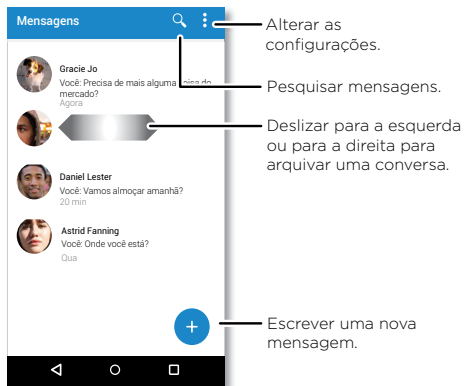 Mensagens
Alterar as
configurações.
Gracie Jo
Você: Precisa de mais alguma coisa do
mercado?
Agora
Pesquisar mensagens.
Deslizar para a esquerda
ou para a direita para
arquivar uma conversa.
Daniel Lester
Você: Vamos almoçar amanhã?
20 min
Astrid Fanning
Você: Onde você está?
Qua
+
Escrever uma nova
mensagem.